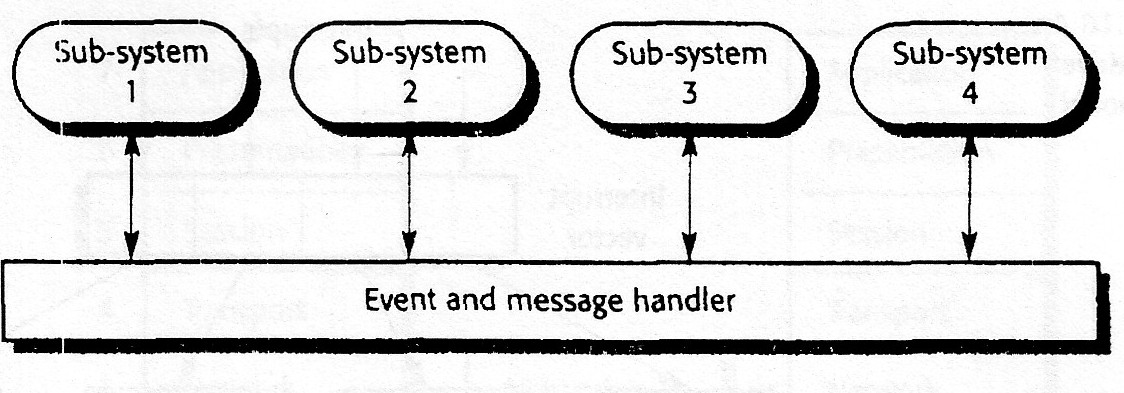 Sub-system
1
Sub-system
2
Sub-system
3
Sub-system
4
Event and message handler